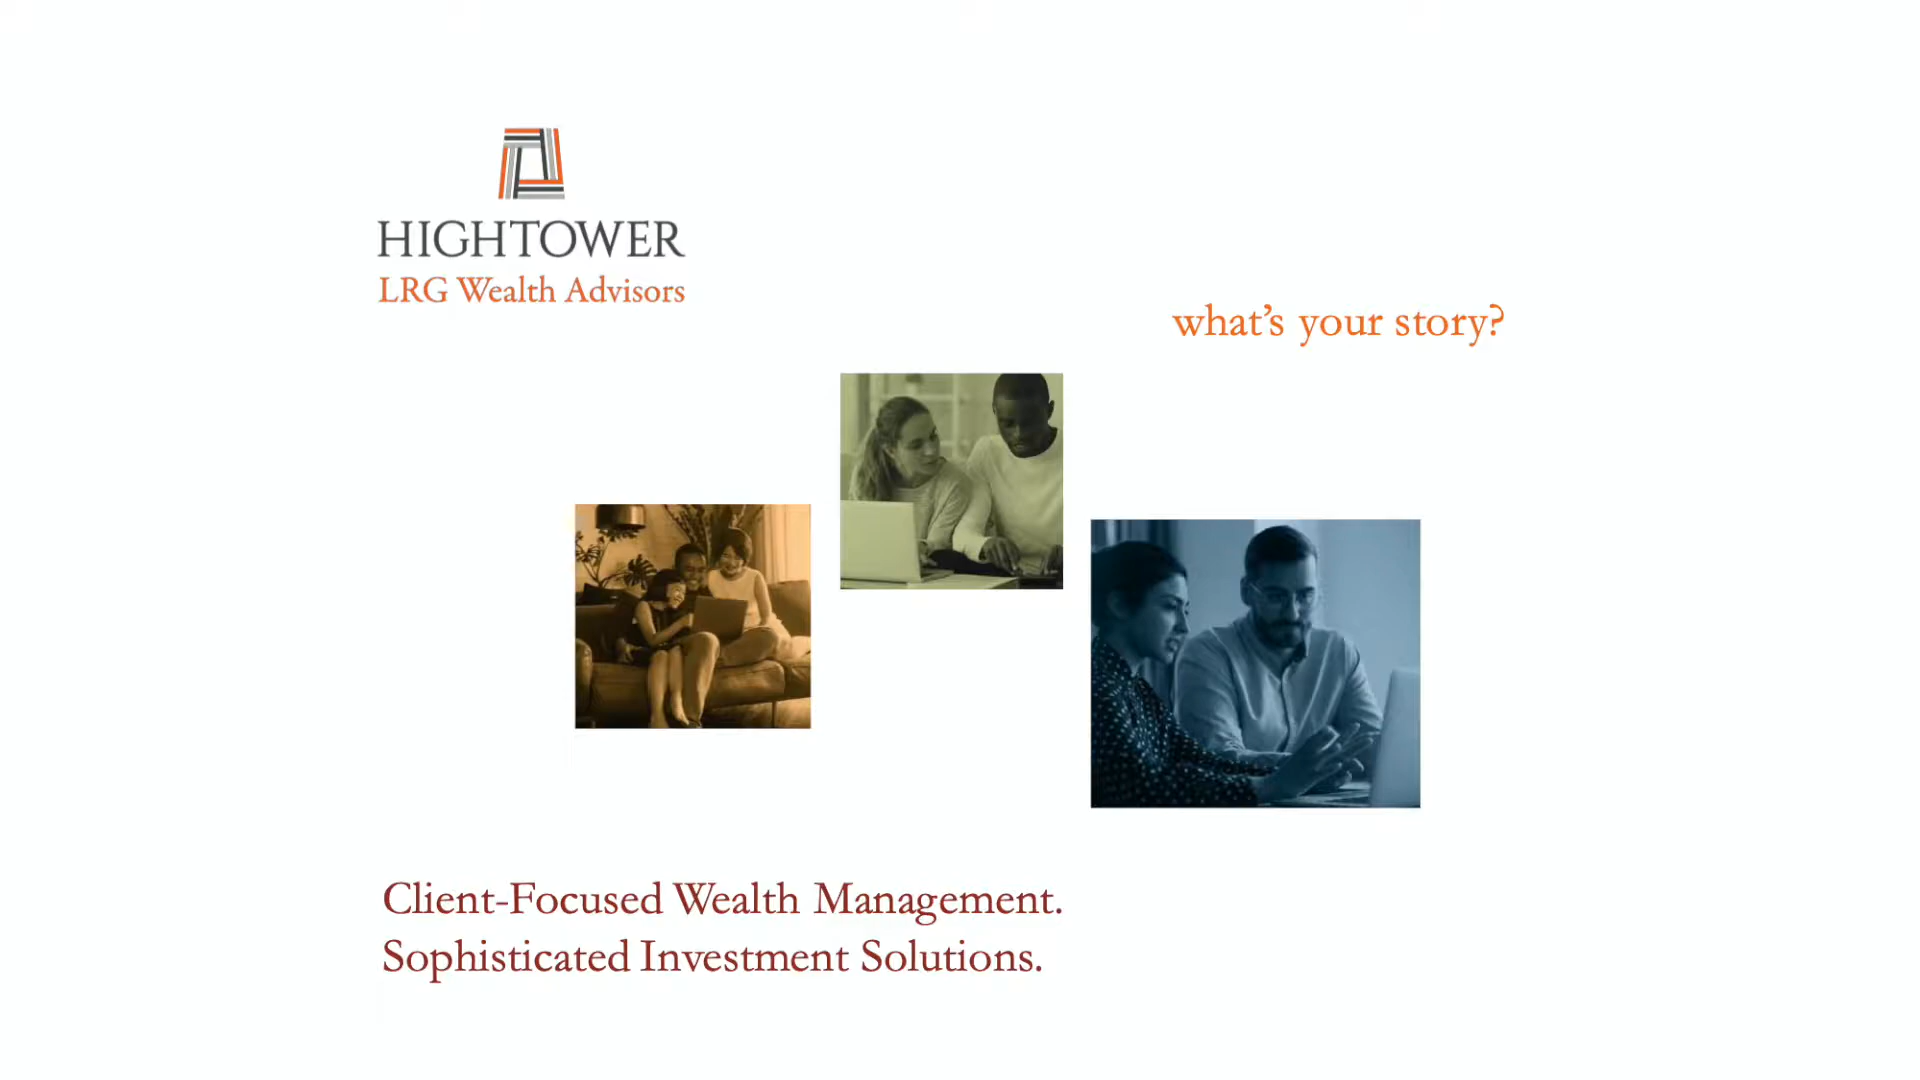 HIGHTOWER
LRG Wealth Advisors
what’s your story?
Client-Focused Wealth Management.
Sophisticated Investment Solutions.